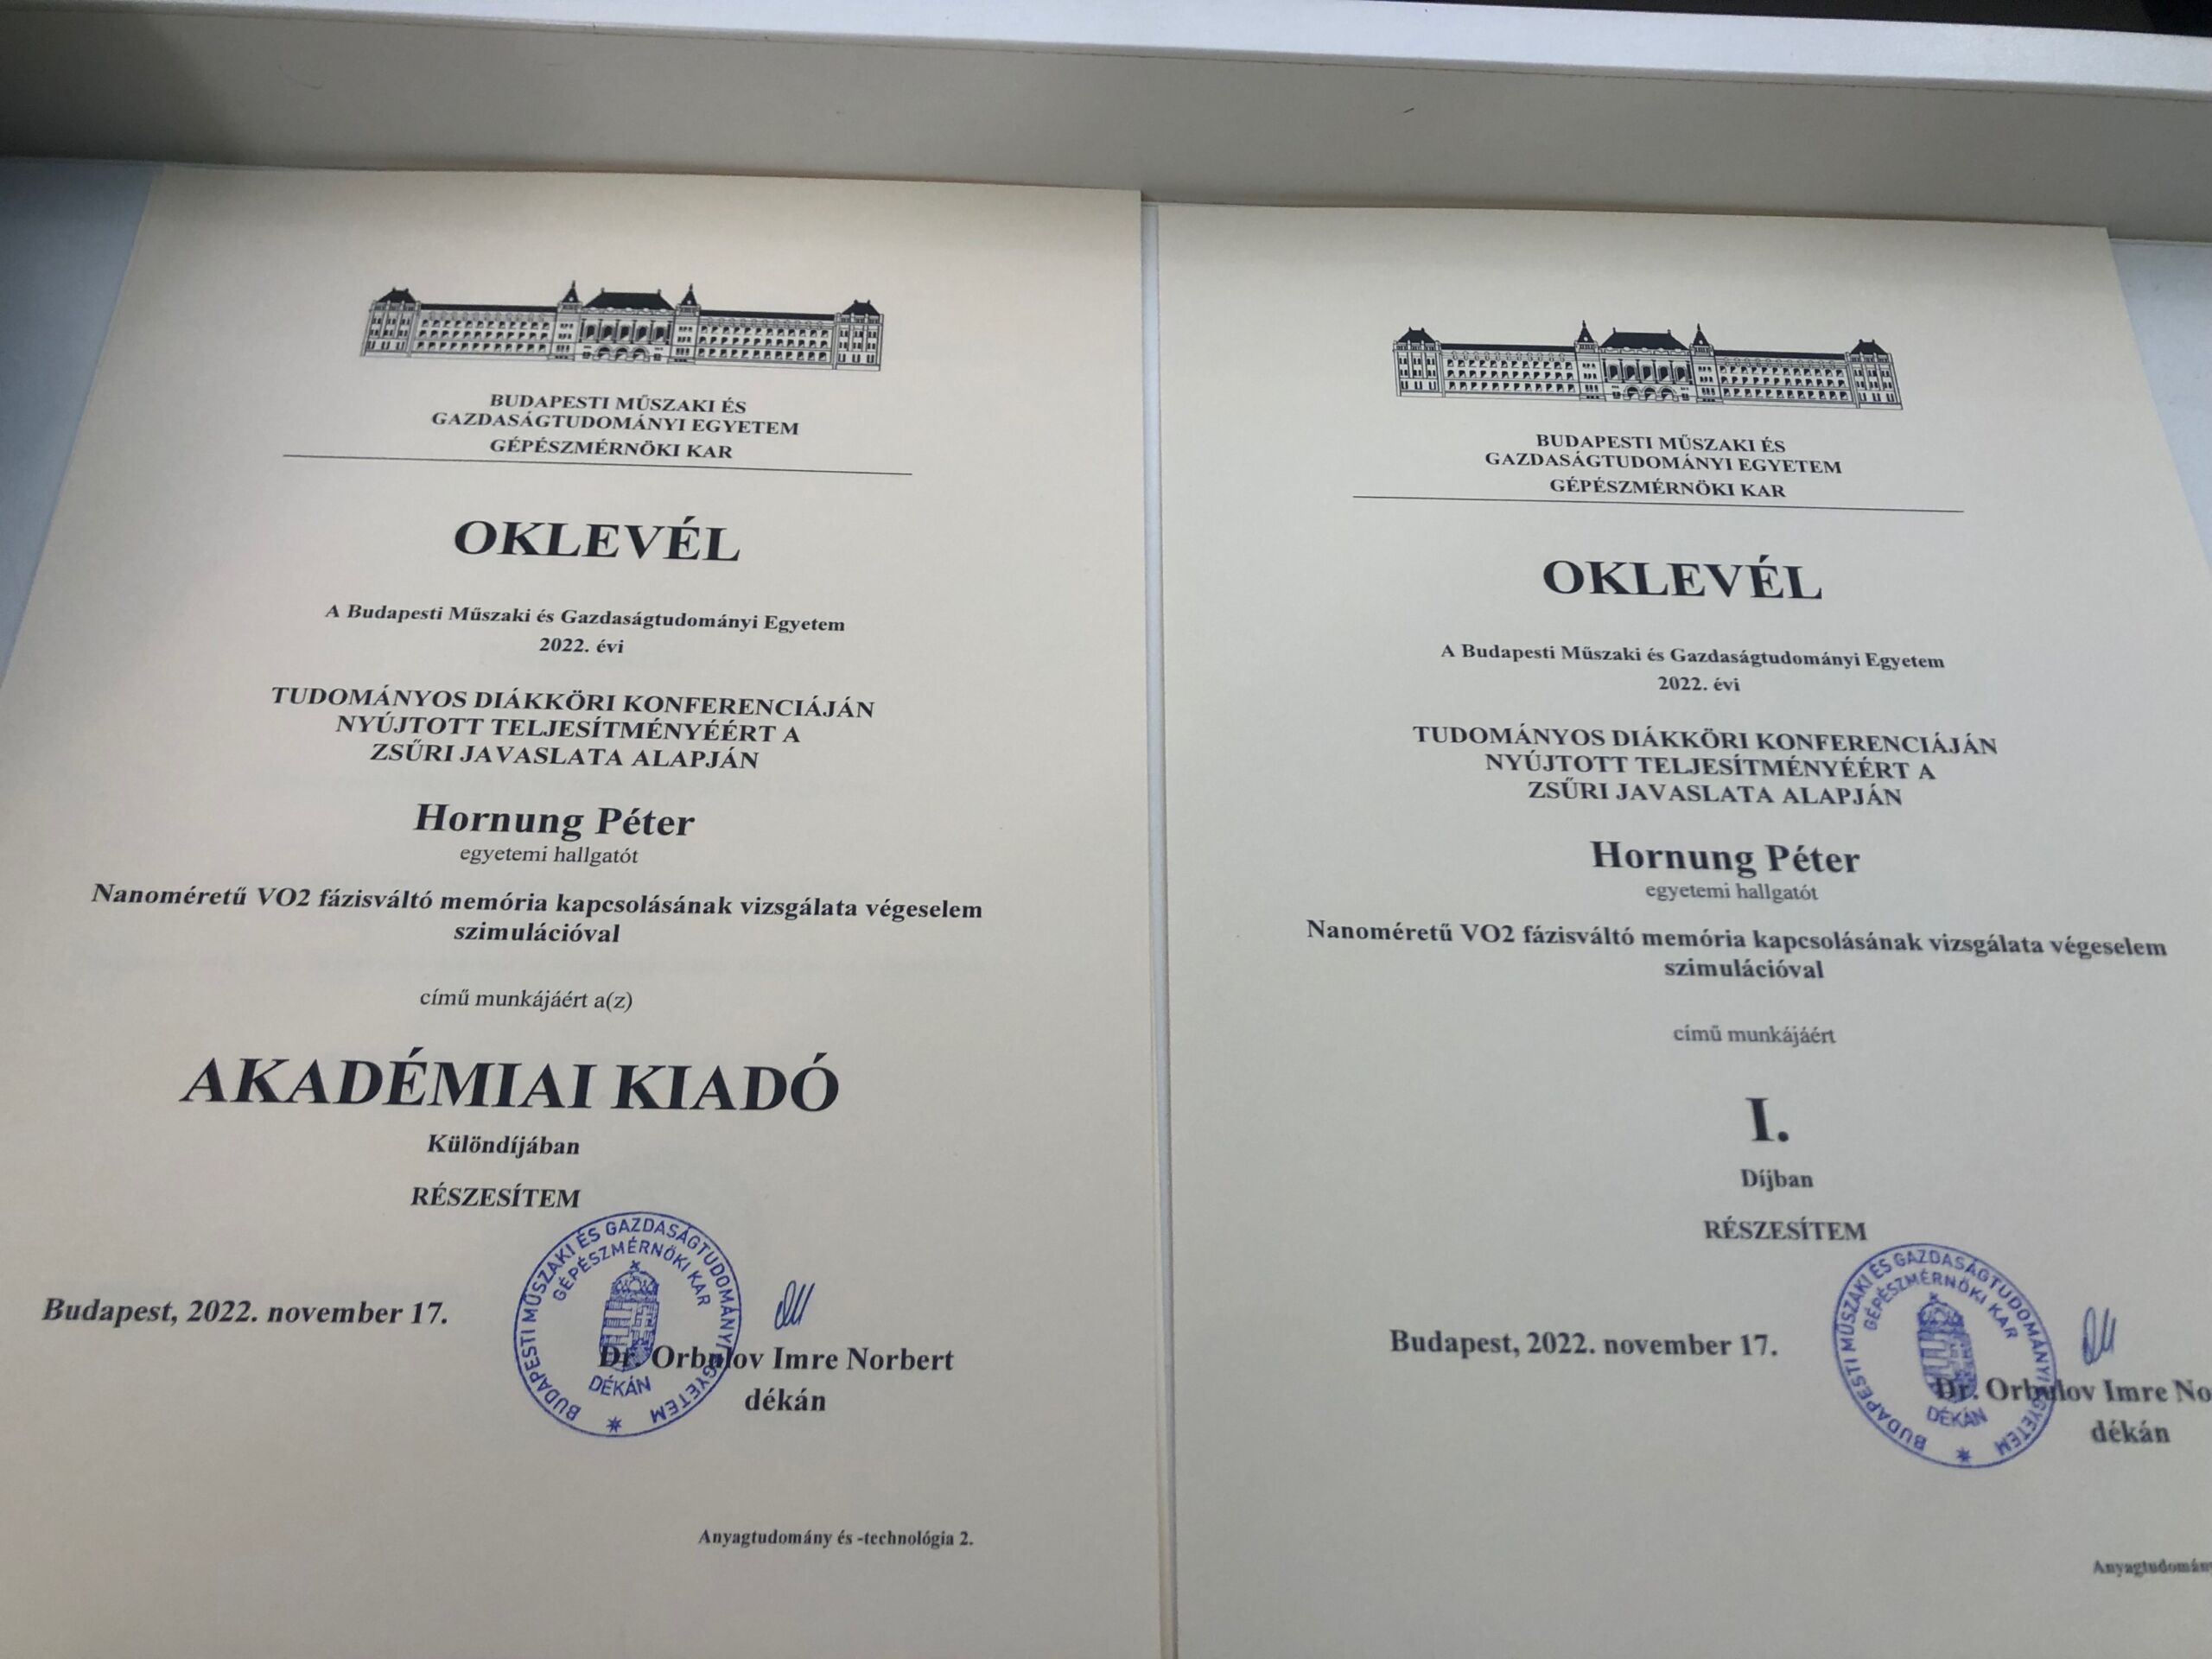 BUDAPESTI MŰSZAKI ÉS
GAZDASÁGTUDOMÁNYI EGYETEM
GÉPÉSZMÉRNÖKI KAR
OKLEVÉL
A Budapesti Műszaki és Gazdaságtudományi Egyetem
2022. évi
TUDOMÁNYOS DIÁKKÖRI KONFERENCIÁJÁN
NYÚJTOTT TELJESÍTMÉNYÉÉRT A
ZSŰRI JAVASLATA ALAPJÁN
Hornung Péter
egyetemi hallgatót
Nanoméretű VO2 fázisváltó memória kapcsolásának vizsgálata végeselem
szimulációval
című munkájáért a(z)
AKADÉMIAI KIADÓ
Különdíjában
RÉSZESÍTEM
Budapest, 2022. november 17.
BUDAPESTI MŰSZAKI ÉS GAZDASÁGTUDOMÁNYI EGYETEM
GÉPÉSZMÉRNÖKI KAR
DÉKÁN
Dr. Orbulov Imre Norbert
dékán
Anyagtudomány és -technológia 2.
BUDAPESTI MŰSZAKI ÉS
GAZDASÁGTUDOMÁNYI EGYETEM
GÉPÉSZMÉRNÖKI KAR
OKLEVÉL
A Budapesti Műszaki és Gazdaságtudományi Egyetem
2022. évi
TUDOMÁNYOS DIÁKKÖRI KONFERENCIÁJÁN
NYÚJTOTT TELJESÍTMÉNYÉÉRT A
ZSŰRI JAVASLATA ALAPJÁN
Hornung Péter
egyetemi hallgatót
Nanoméretű VO2 fázisváltó memória kapcsolásának vizsgálata végeselem
szimulációval
című munkájáért
I.
Díjban
RÉSZESÍTEM
Budapest, 2022. november 17.
BUDAPESTI MŰSZAKI ÉS GAZDASÁGTUDOMÁNYI EGYETEM
GÉPÉSZMÉRNÖKI KAR
DÉKÁN
Dr. Orbulov Imre No
dékán
Anyagtudomán